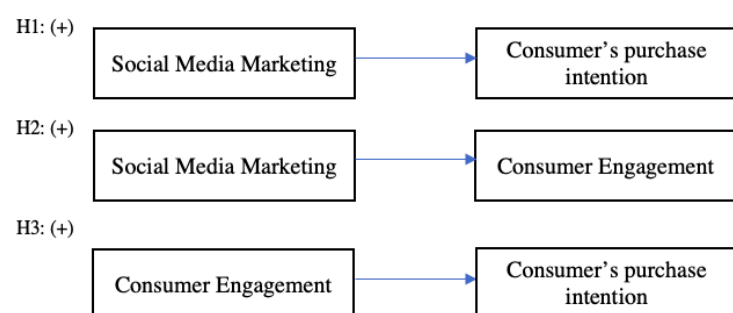 H1: (+)
Social Media Marketing
Consumer's purchase
intention
H2: (+)
Social Media Marketing
Consumer Engagement
H3: (+)
Consumer Engagement
Consumer's purchase
intention